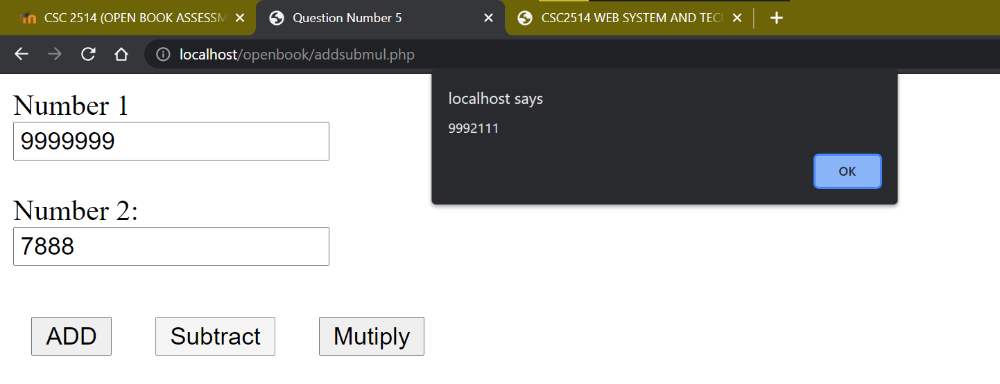 CSC 2514 (OPEN BOOK ASSESSM
Question Number 5
CSC2514 WEB SYSTEM AND TEC
localhost/openbook/addsubmul.php
localhost says
9992111
OK
Number 1
9999999
Number 2:
7888
ADD Subtract Mutiply